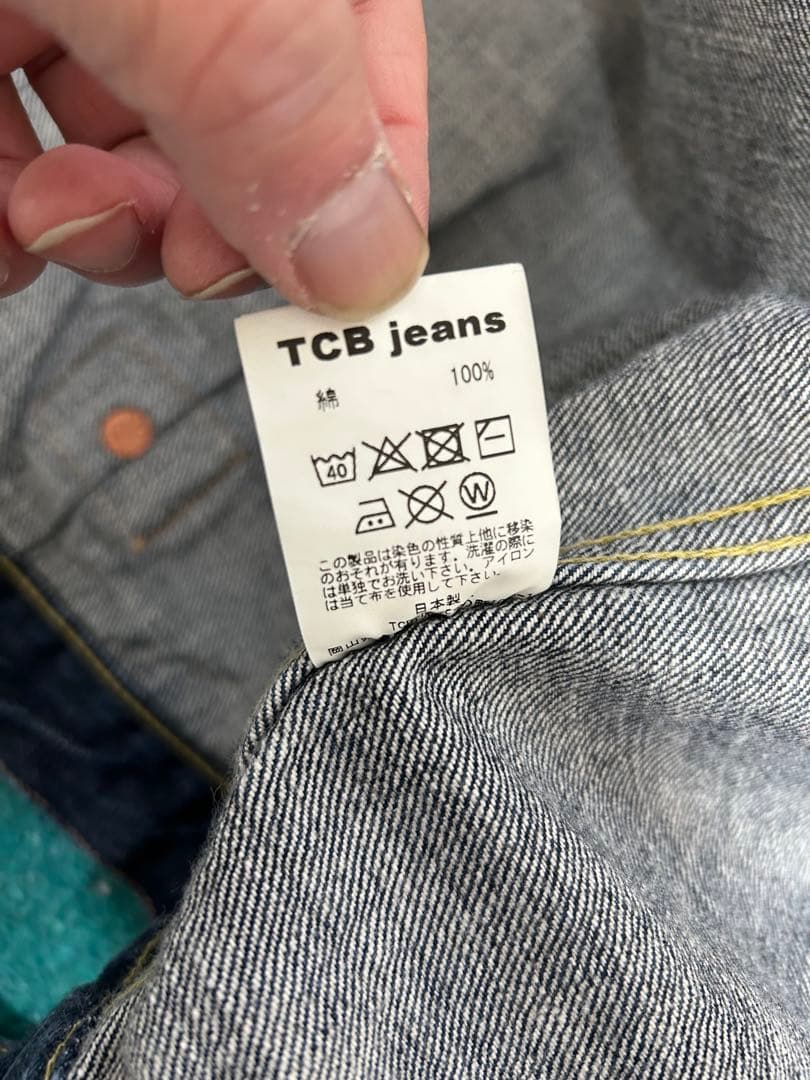 TCB jeans
綿 100%
40
W
この製品は染色の性質上他に移染
のおそれが有ります。洗濯の際に
は単独でお洗い下さい。アイロン
は当て布を使用して下さい。
日本製